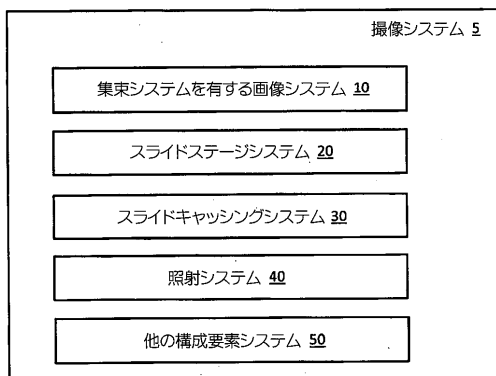 撮像システム 5
集束システムを有する画像システム 10
スライドステージシステム 20
スライドキャッシングシステム 30
照射システム 40
他の構成要素システム 50